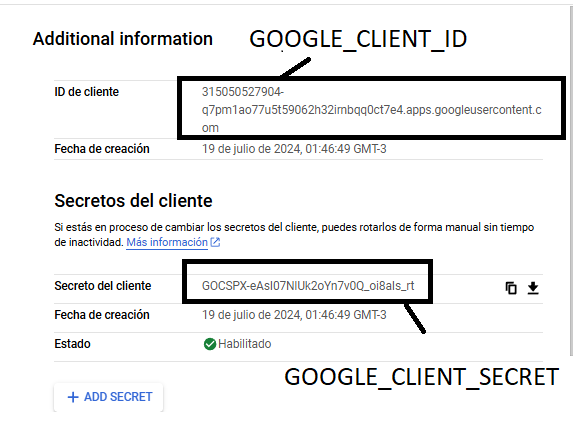 Additional information GOOGLE_CLIENT_ID
ID de cliente 315050527904-
q7pm1ao77u5t59062h32irnbqq0ct7e4.apps.googleusercontent.c
om
Fecha de creación 19 de julio de 2024, 01:46:49 GMT-3
Secretos del cliente
Si estás en proceso de cambiar los secretos del cliente, puedes rotarlos de forma manual sin tiempo
de inactividad. Más información
Secreto del cliente 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
Fecha de creación 19 de julio de 2024, 01:46:49 GMT-3
Estado Habilitado
GOOGLE_CLIENT_SECRET
+ ADD SECRET